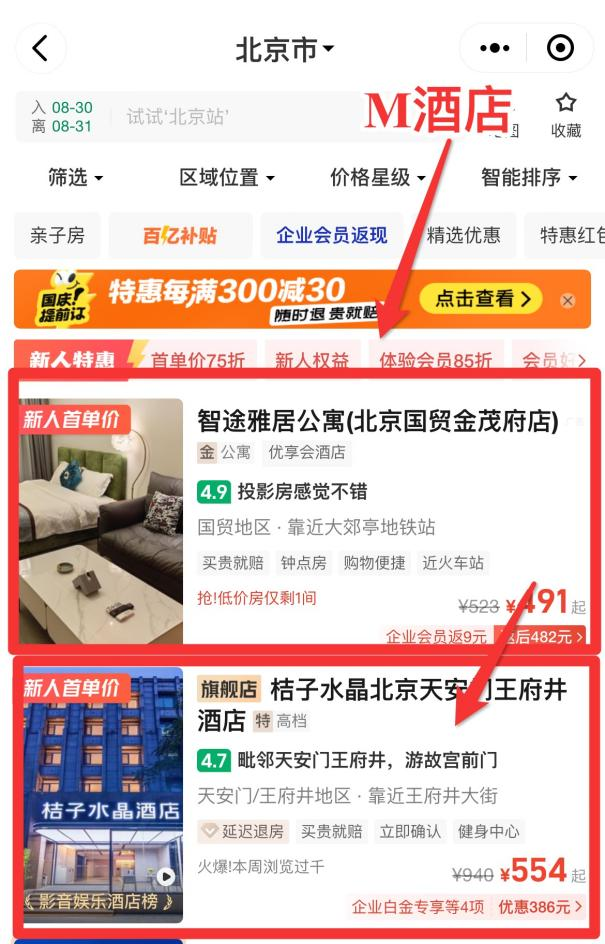 北京市
入 08-30
离 08-31
试试'北京站'
M酒店
收藏
筛选
区域位置
价格星级
智能排序
亲子房
百亿补贴
企业会员返现
精选优惠
特惠红包
国庆!
提前订
特惠每满300减30
随时退 贵就赔
点击查看
新人特惠
首单价75折
新人权益
体验会员85折
会员好
新人首单价
智途雅居公寓(北京国贸金茂府店)
金 公寓
优享会酒店
4.9 投影房感觉不错
国贸地区 · 靠近大郊亭地铁站
买贵就赔
钟点房
购物便捷
近火车站
抢!低价房仅剩1间
¥523 ¥491起
企业会员返9元
返后482元
新人首单价
旗舰店 桔子水晶北京天安门王府井
酒店 特 高档
4.7 毗邻天安门王府井，游故宫前门
天安门/王府井地区 · 靠近王府井大街
延迟退房
买贵就赔
立即确认
健身中心
火爆!本周浏览过千
¥940 ¥554起
企业白金专享等4项
优惠386元
桔子水晶酒店
影音娱乐酒店榜